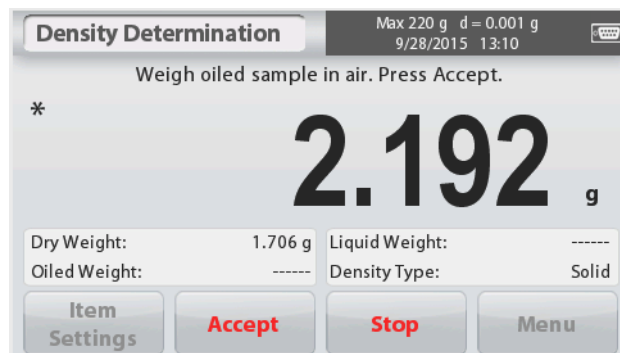 Density Determination
Max 220 g d = 0.001 g
9/28/2015 13:10
Weigh oiled sample in air. Press Accept.
*
2.192 g
Dry Weight: 1.706 g Liquid Weight: ------
Oiled Weight: ------ Density Type: Solid
Item Settings Accept Stop Menu